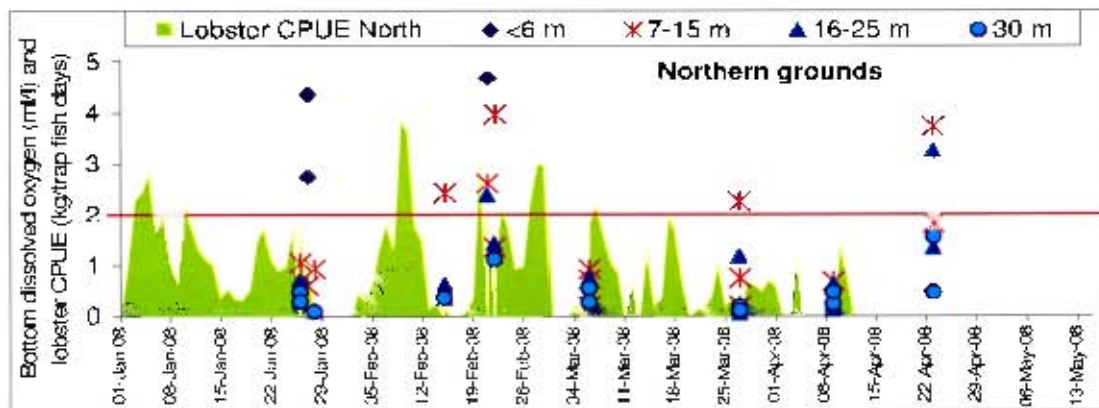 Lobster CPUE North <6 m 7-15 m 16-25 m 30 m
Northern grounds
Bottom dissolved oxygen (ml/l) and
lobster CPUE (kg/trap fish days)
5
4
3
2
1
0
01-Jan-08
08-Jan-08
15-Jan-08
22-Jan-08
29-Jan-08
05-Feb-08
12-Feb-08
19-Feb-08
26-Feb-08
04-Mar-08
11-Mar-08
18-Mar-08
25-Mar-08
01-Apr-08
08-Apr-08
15-Apr-08
22-Apr-08
29-Apr-08
06-May-08
13-May-08